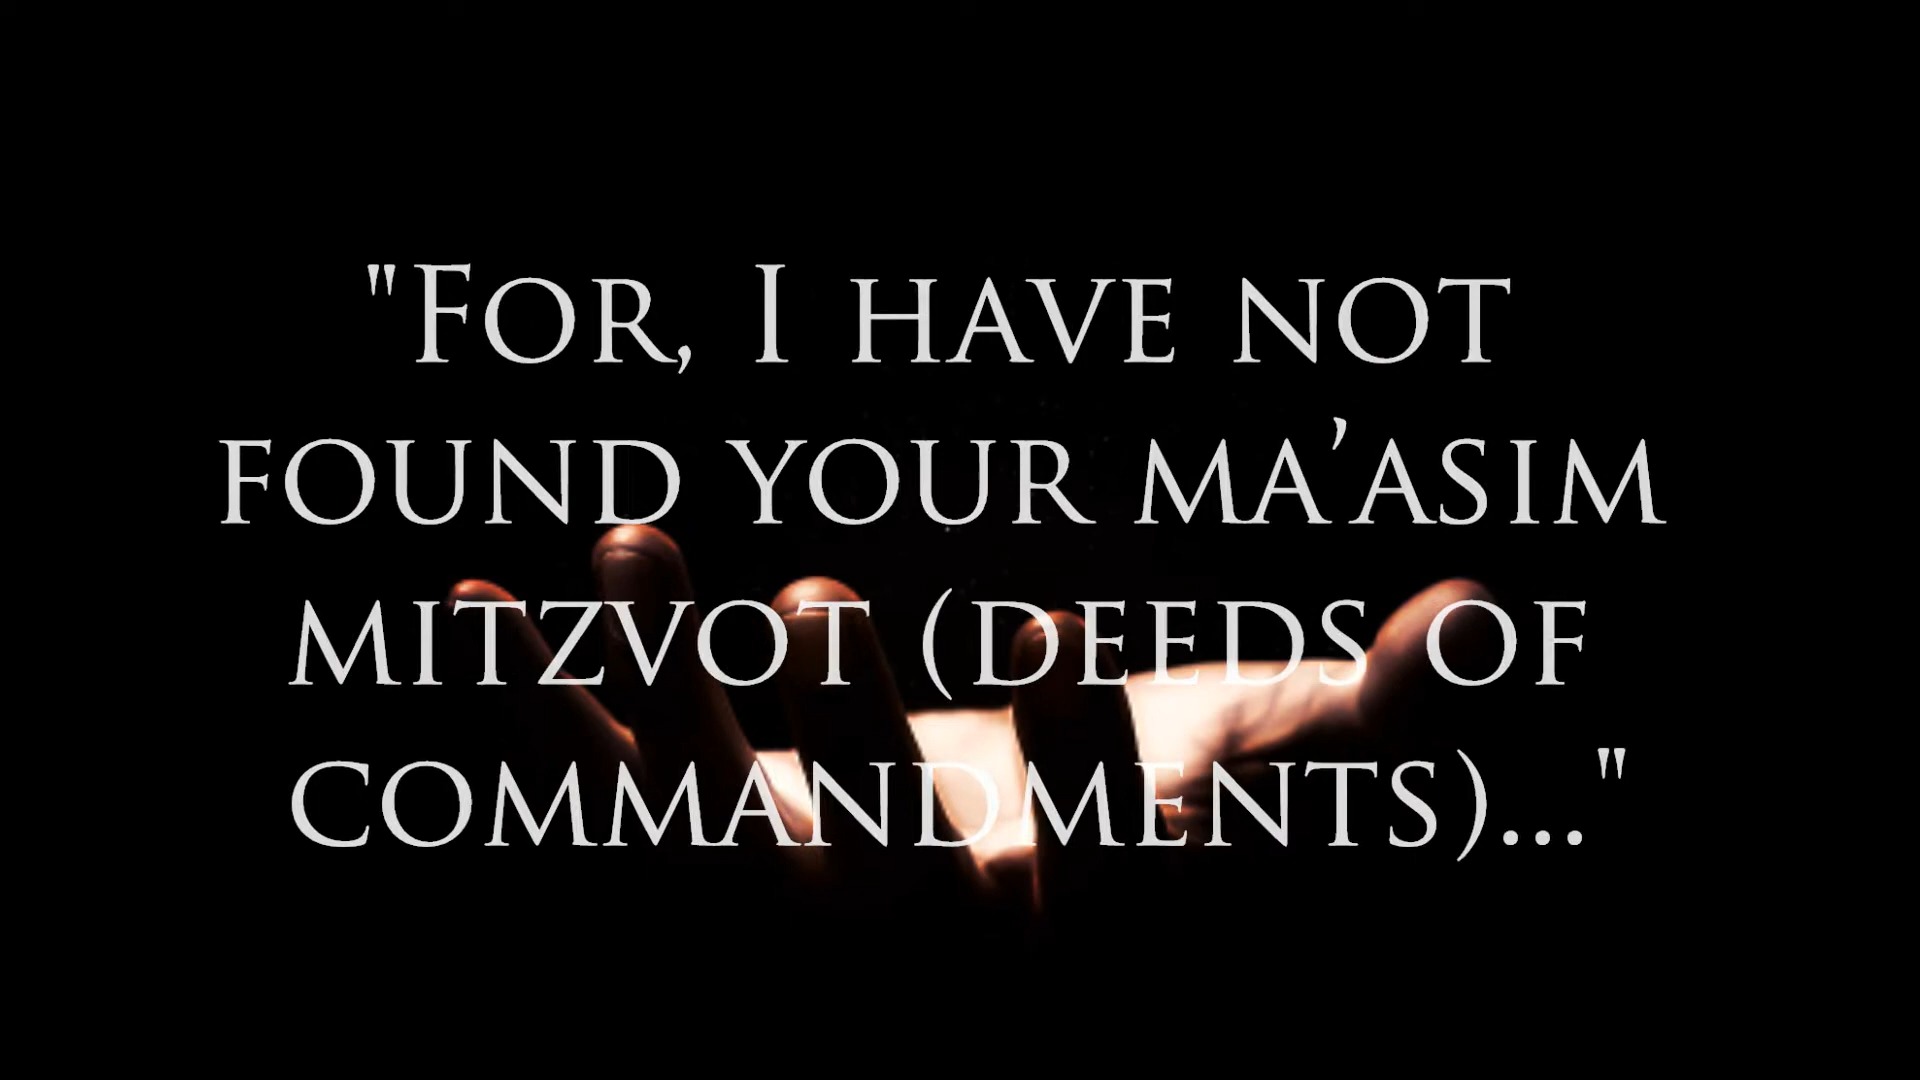 "For, I have not
found your ma’asim
mitzvot (deeds of
commandments)..."